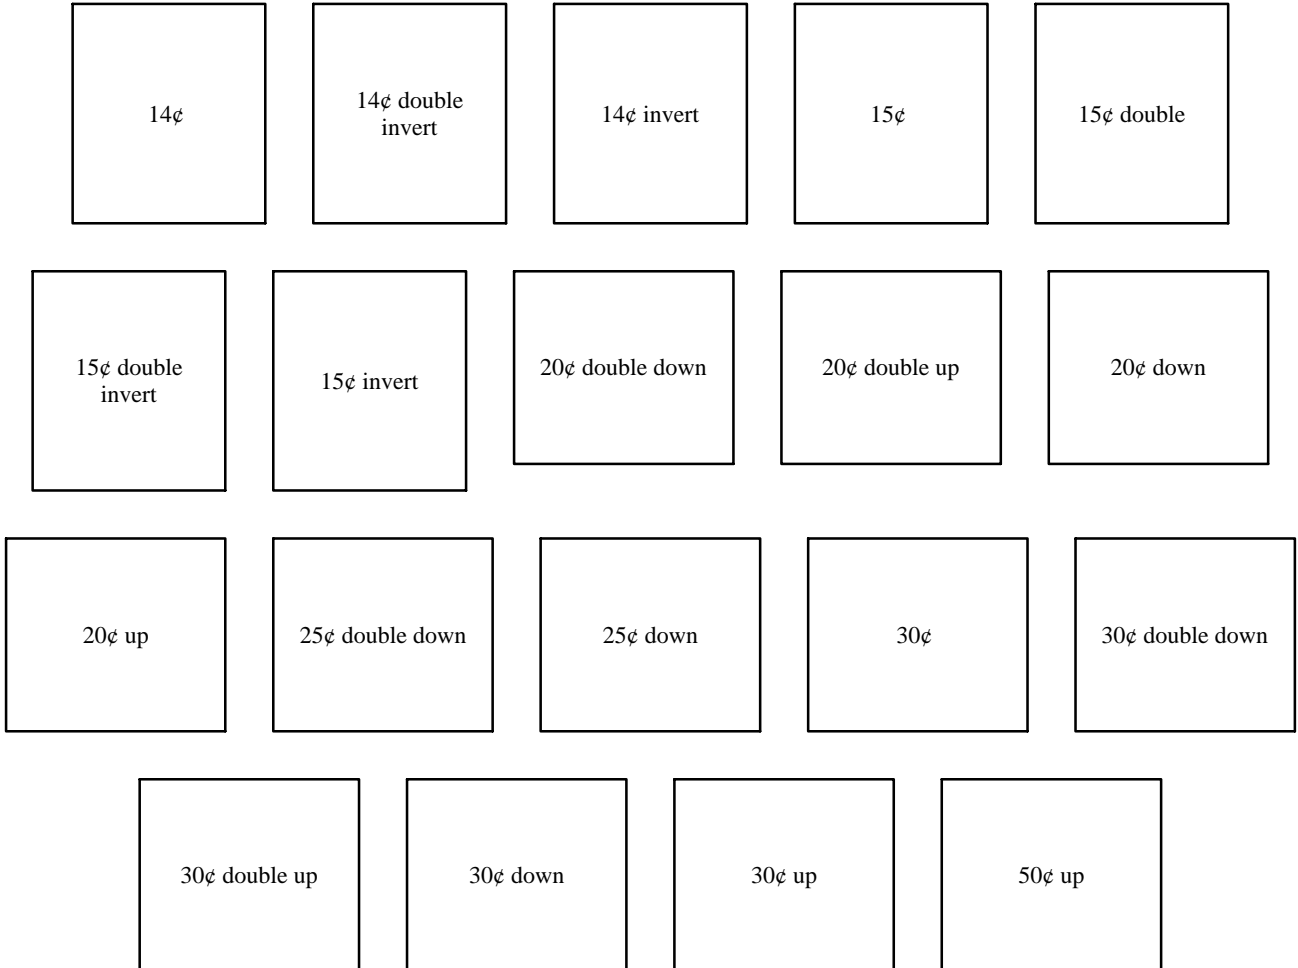 14¢
14¢ double
invert
14¢ invert
15¢
15¢ double
15¢ double
invert
15¢ invert
20¢ double down
20¢ double up
20¢ down
20¢ up
25¢ double down
25¢ down
30¢
30¢ double down
30¢ double up
30¢ down
30¢ up
50¢ up